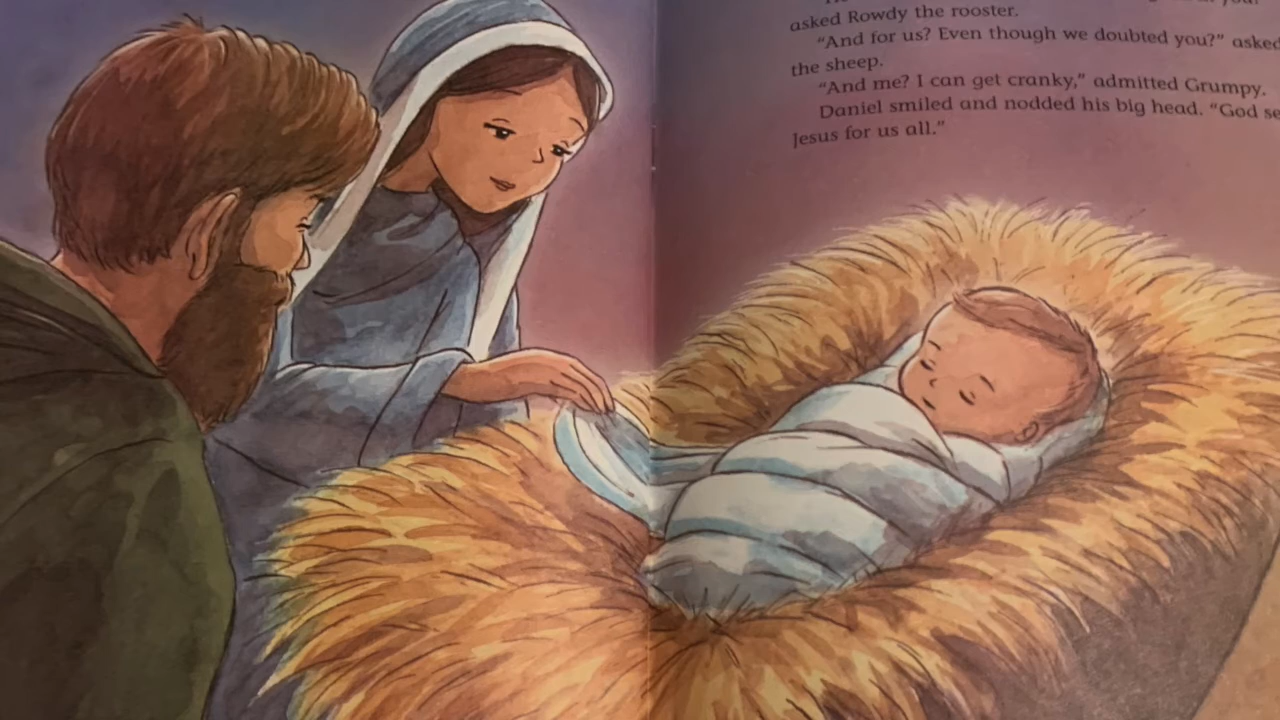 asked Rowdy the rooster.
“And for us? Even though we doubted you?” asked
the sheep.
“And me? I can get cranky,” admitted Grumpy.
Daniel smiled and nodded his big head. “God
Jesus for us all.”